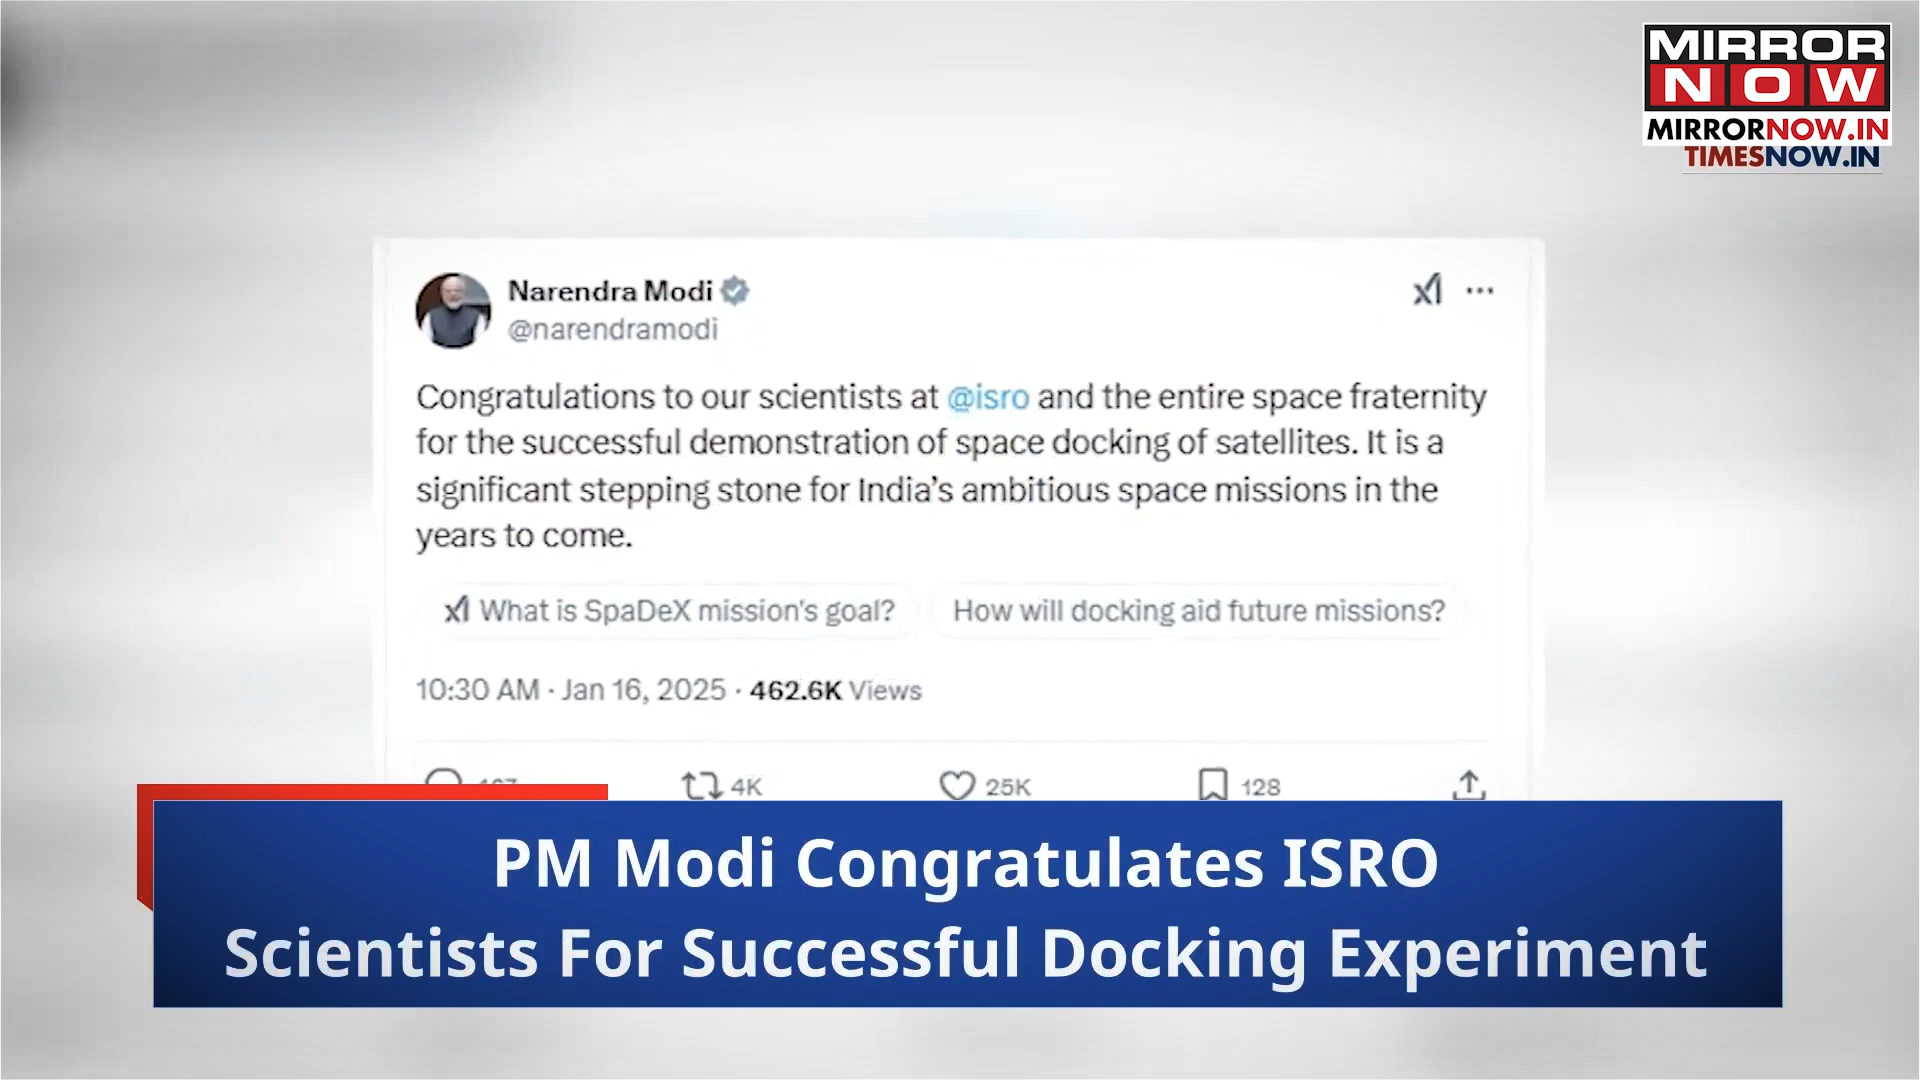 MIRROR
NOW
MIRRORNOW.IN
TIMESNOW.IN
Narendra Modi
@narendramodi
Congratulations to our scientists at @isro and the entire space fraternity
for the successful demonstration of space docking of satellites. It is a
significant stepping stone for India’s ambitious space missions in the
years to come.
What is SpaDeX mission's goal? How will docking aid future missions?
10:30 AM · Jan 16, 2025 · 462.6K Views
4K 25K 128
PM Modi Congratulates ISRO
Scientists For Successful Docking Experiment